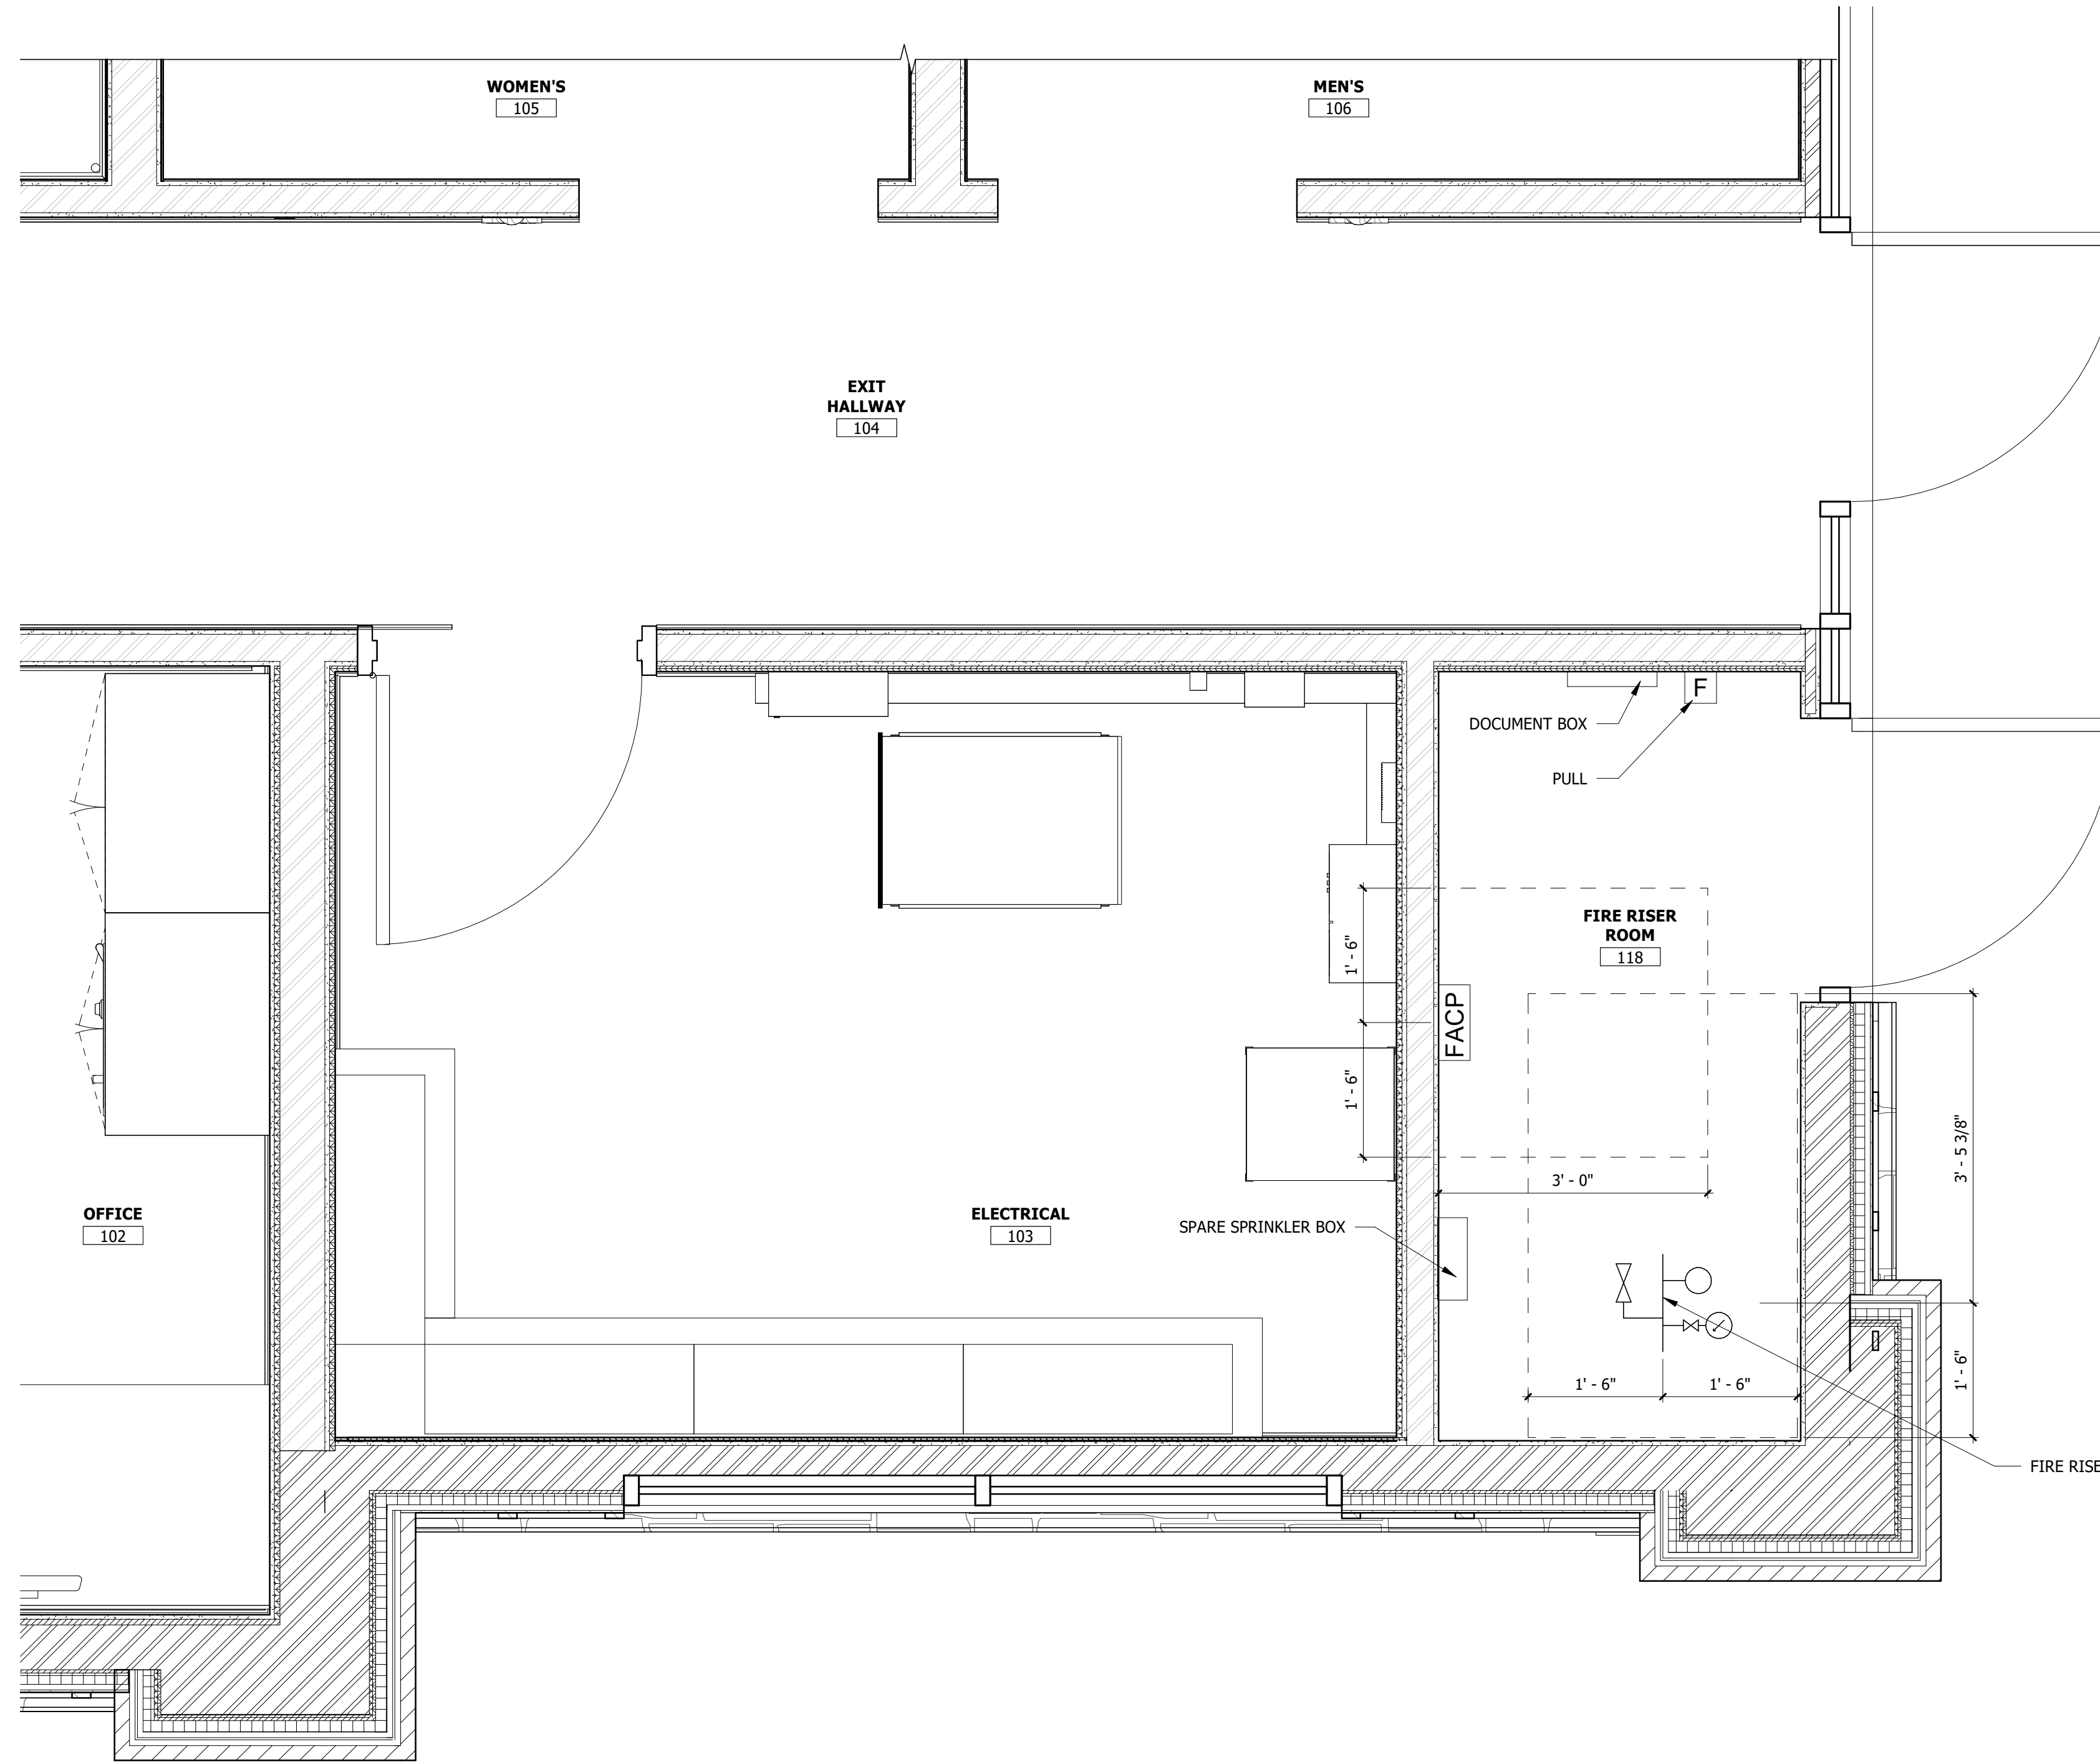 WOMEN'S
105
MEN'S
106
EXIT
HALLWAY
104
F
DOCUMENT BOX
PULL
FIRE RISER
ROOM
118
1' - 6"
FACP
1' - 6"
3' - 5 3/8"
3' - 0"
OFFICE
102
ELECTRICAL
103
SPARE SPRINKLER BOX
1' - 6"
1' - 6"
1' - 6"
FIRE RISE